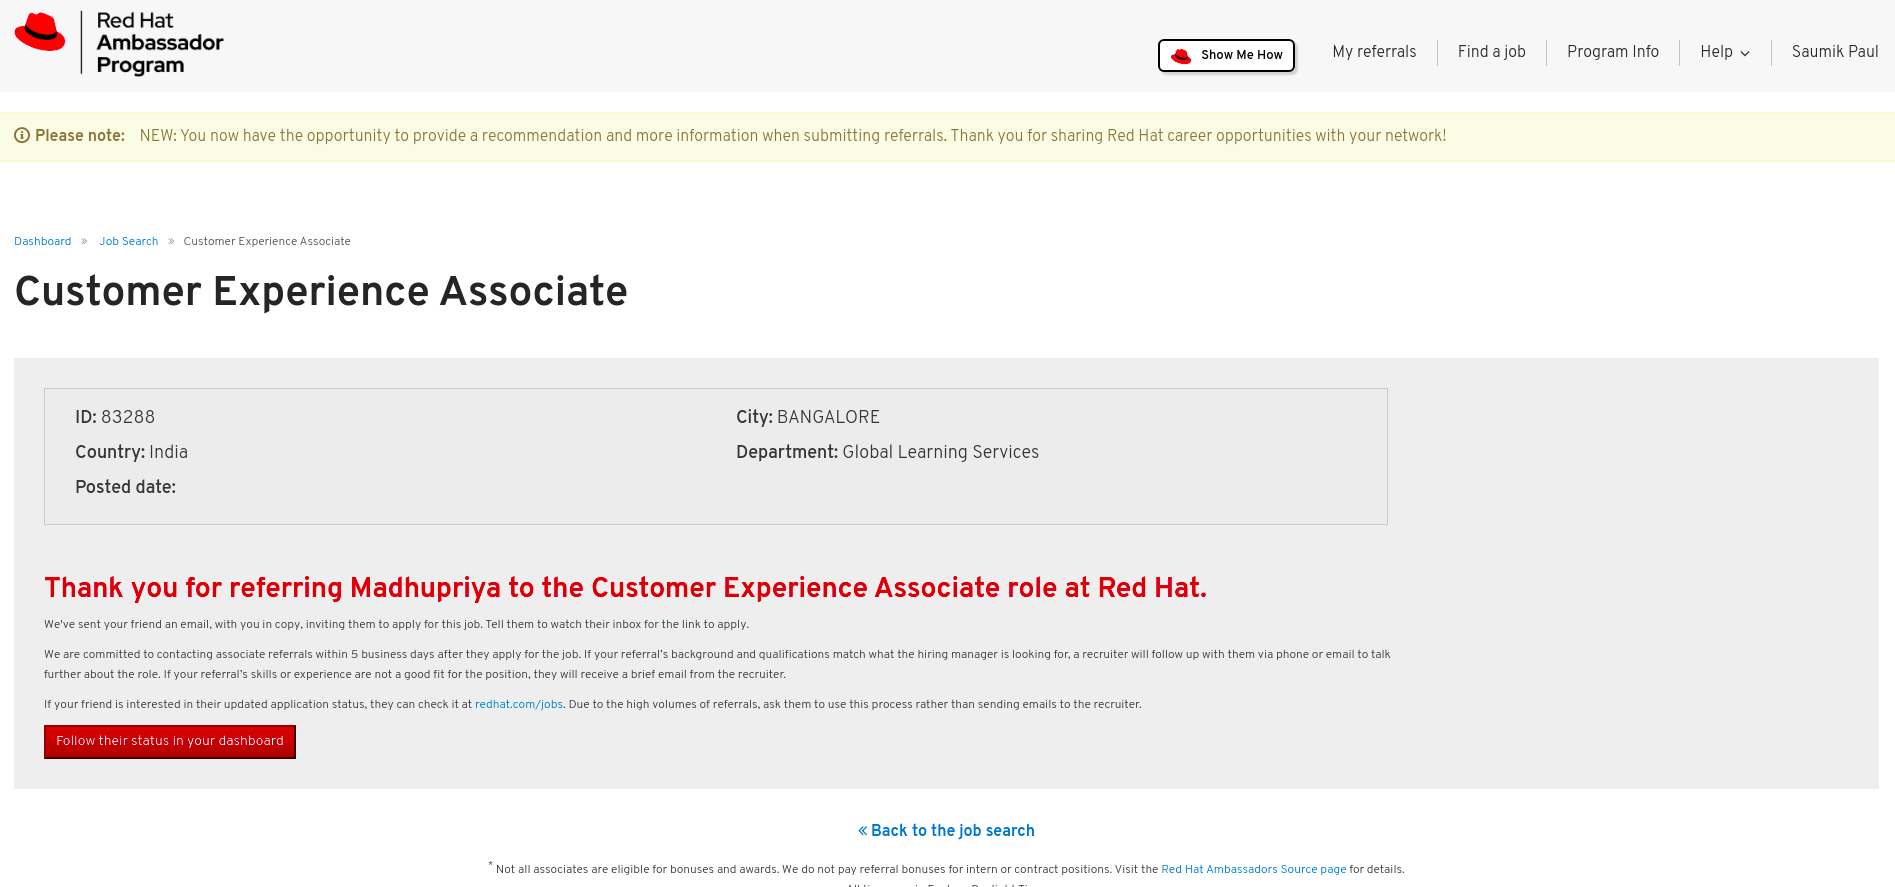 Red Hat
Ambassador
Program
Show Me How
My referrals
Find a job
Program Info
Help
Saumik Paul
Please note: NEW: You now have the opportunity to provide a recommendation and more information when submitting referrals. Thank you for sharing Red Hat career opportunities with your network!
Dashboard » Job Search » Customer Experience Associate
Customer Experience Associate
ID: 83288
City: BANGALORE
Country: India
Department: Global Learning Services
Posted date:
Thank you for referring Madhupriya to the Customer Experience Associate role at Red Hat.
We've sent your friend an email, with you in copy, inviting them to apply for this job. Tell them to watch their inbox for the link to apply.
We are committed to contacting associate referrals within 5 business days after they apply for the job. If your referral's background and qualifications match what the hiring manager is looking for, a recruiter will follow up with them via phone or email to talk
further about the role. If your referral's skills or experience are not a good fit for the position, they will receive a brief email from the recruiter.
If your friend is interested in their updated application status, they can check it at redhat.com/jobs. Due to the high volumes of referrals, ask them to use this process rather than sending emails to the recruiter.
Follow their status in your dashboard
« Back to the job search
* Not all associates are eligible for bonuses and awards. We do not pay referral bonuses for intern or contract positions. Visit the Red Hat Ambassadors Source page for details.